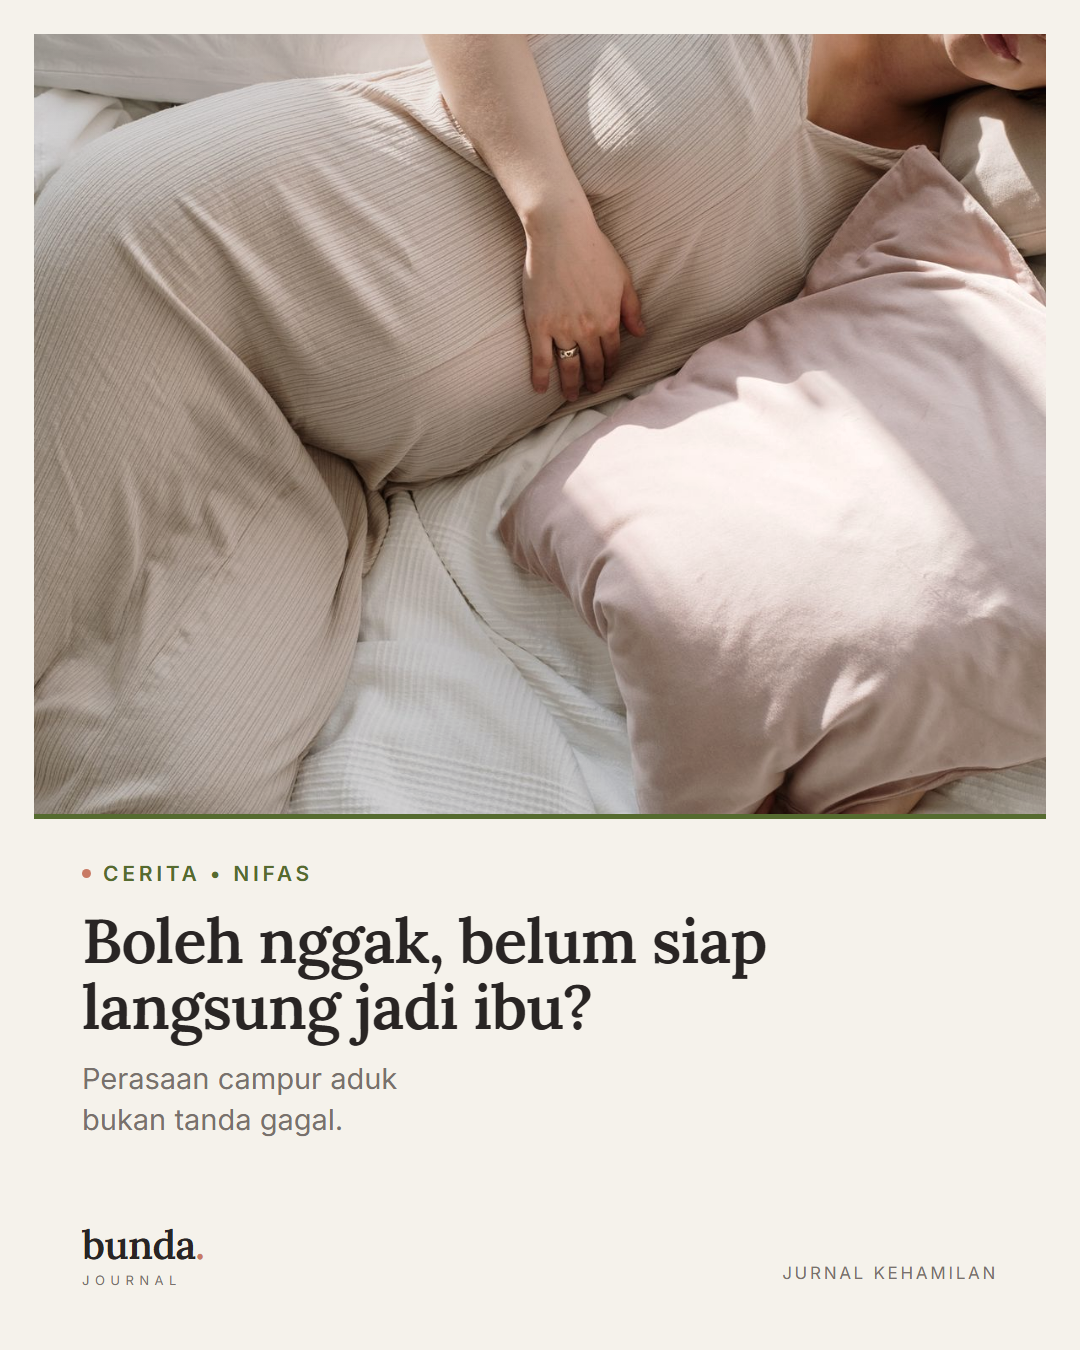 CERITA • NIFAS
Boleh nggak, belum siap
langsung jadi ibu?
Perasaan campur aduk
bukan tanda gagal.
bunda.
JOURNAL
JURNAL KEHAMILAN